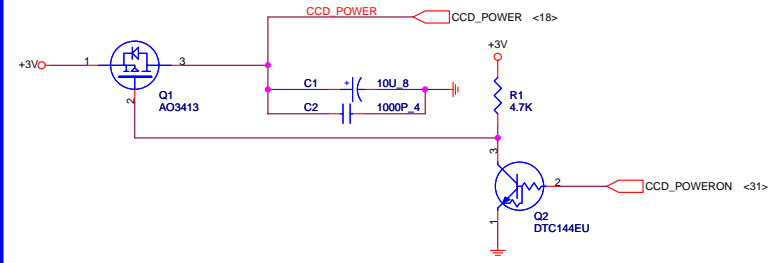 CCD_POWER
CCD_POWER <18>
+3V
1
3
+3V
C1
+
10U_8
Q1
AO3413
2
C2
1000P_4
R1
4.7K
3
2
CCD_POWERON <31>
1
Q2
DTC144EU